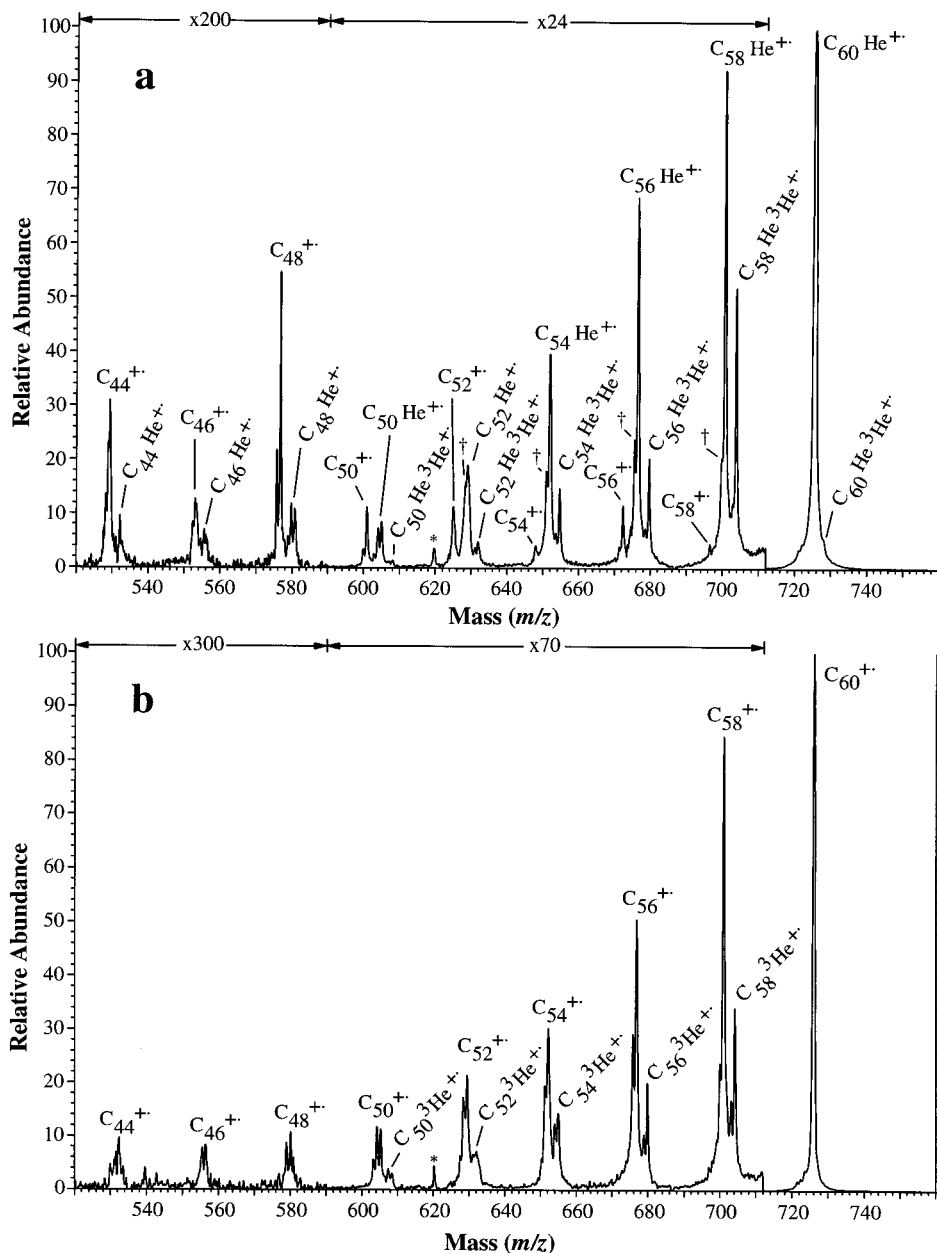 x200 x24
a
100
90
80
70
60
50
40
30
20
10
0
Relative Abundance
C44+·
C44 He+·
C46+·
C46 He+·
C48+·
C48 He+·
C50+·
C50 He+·
C50 He 3He+·
*
C52+·
†
C52 He+·
C52 He 3He+·
C54+·
†
C54 He+·
C54 He 3He+·
C56+·
†
C56 He+·
C56 He 3He+·
C58+·
†
C58 He+·
C58 He 3He+·
C60 He+·
C60 He 3He+·
540 560 580 600 620 640 660 680 700 720 740
Mass (m/z)
x300 x70
b
100
90
80
70
60
50
40
30
20
10
0
Relative Abundance
C44+·
C46+·
C48+·
C50+·
C50 3He+·
*
C52+·
C52 3He+·
C54+·
C54 3He+·
C56+·
C56 3He+·
C58+·
C58 3He+·
C60+·
540 560 580 600 620 640 660 680 700 720 740
Mass (m/z)